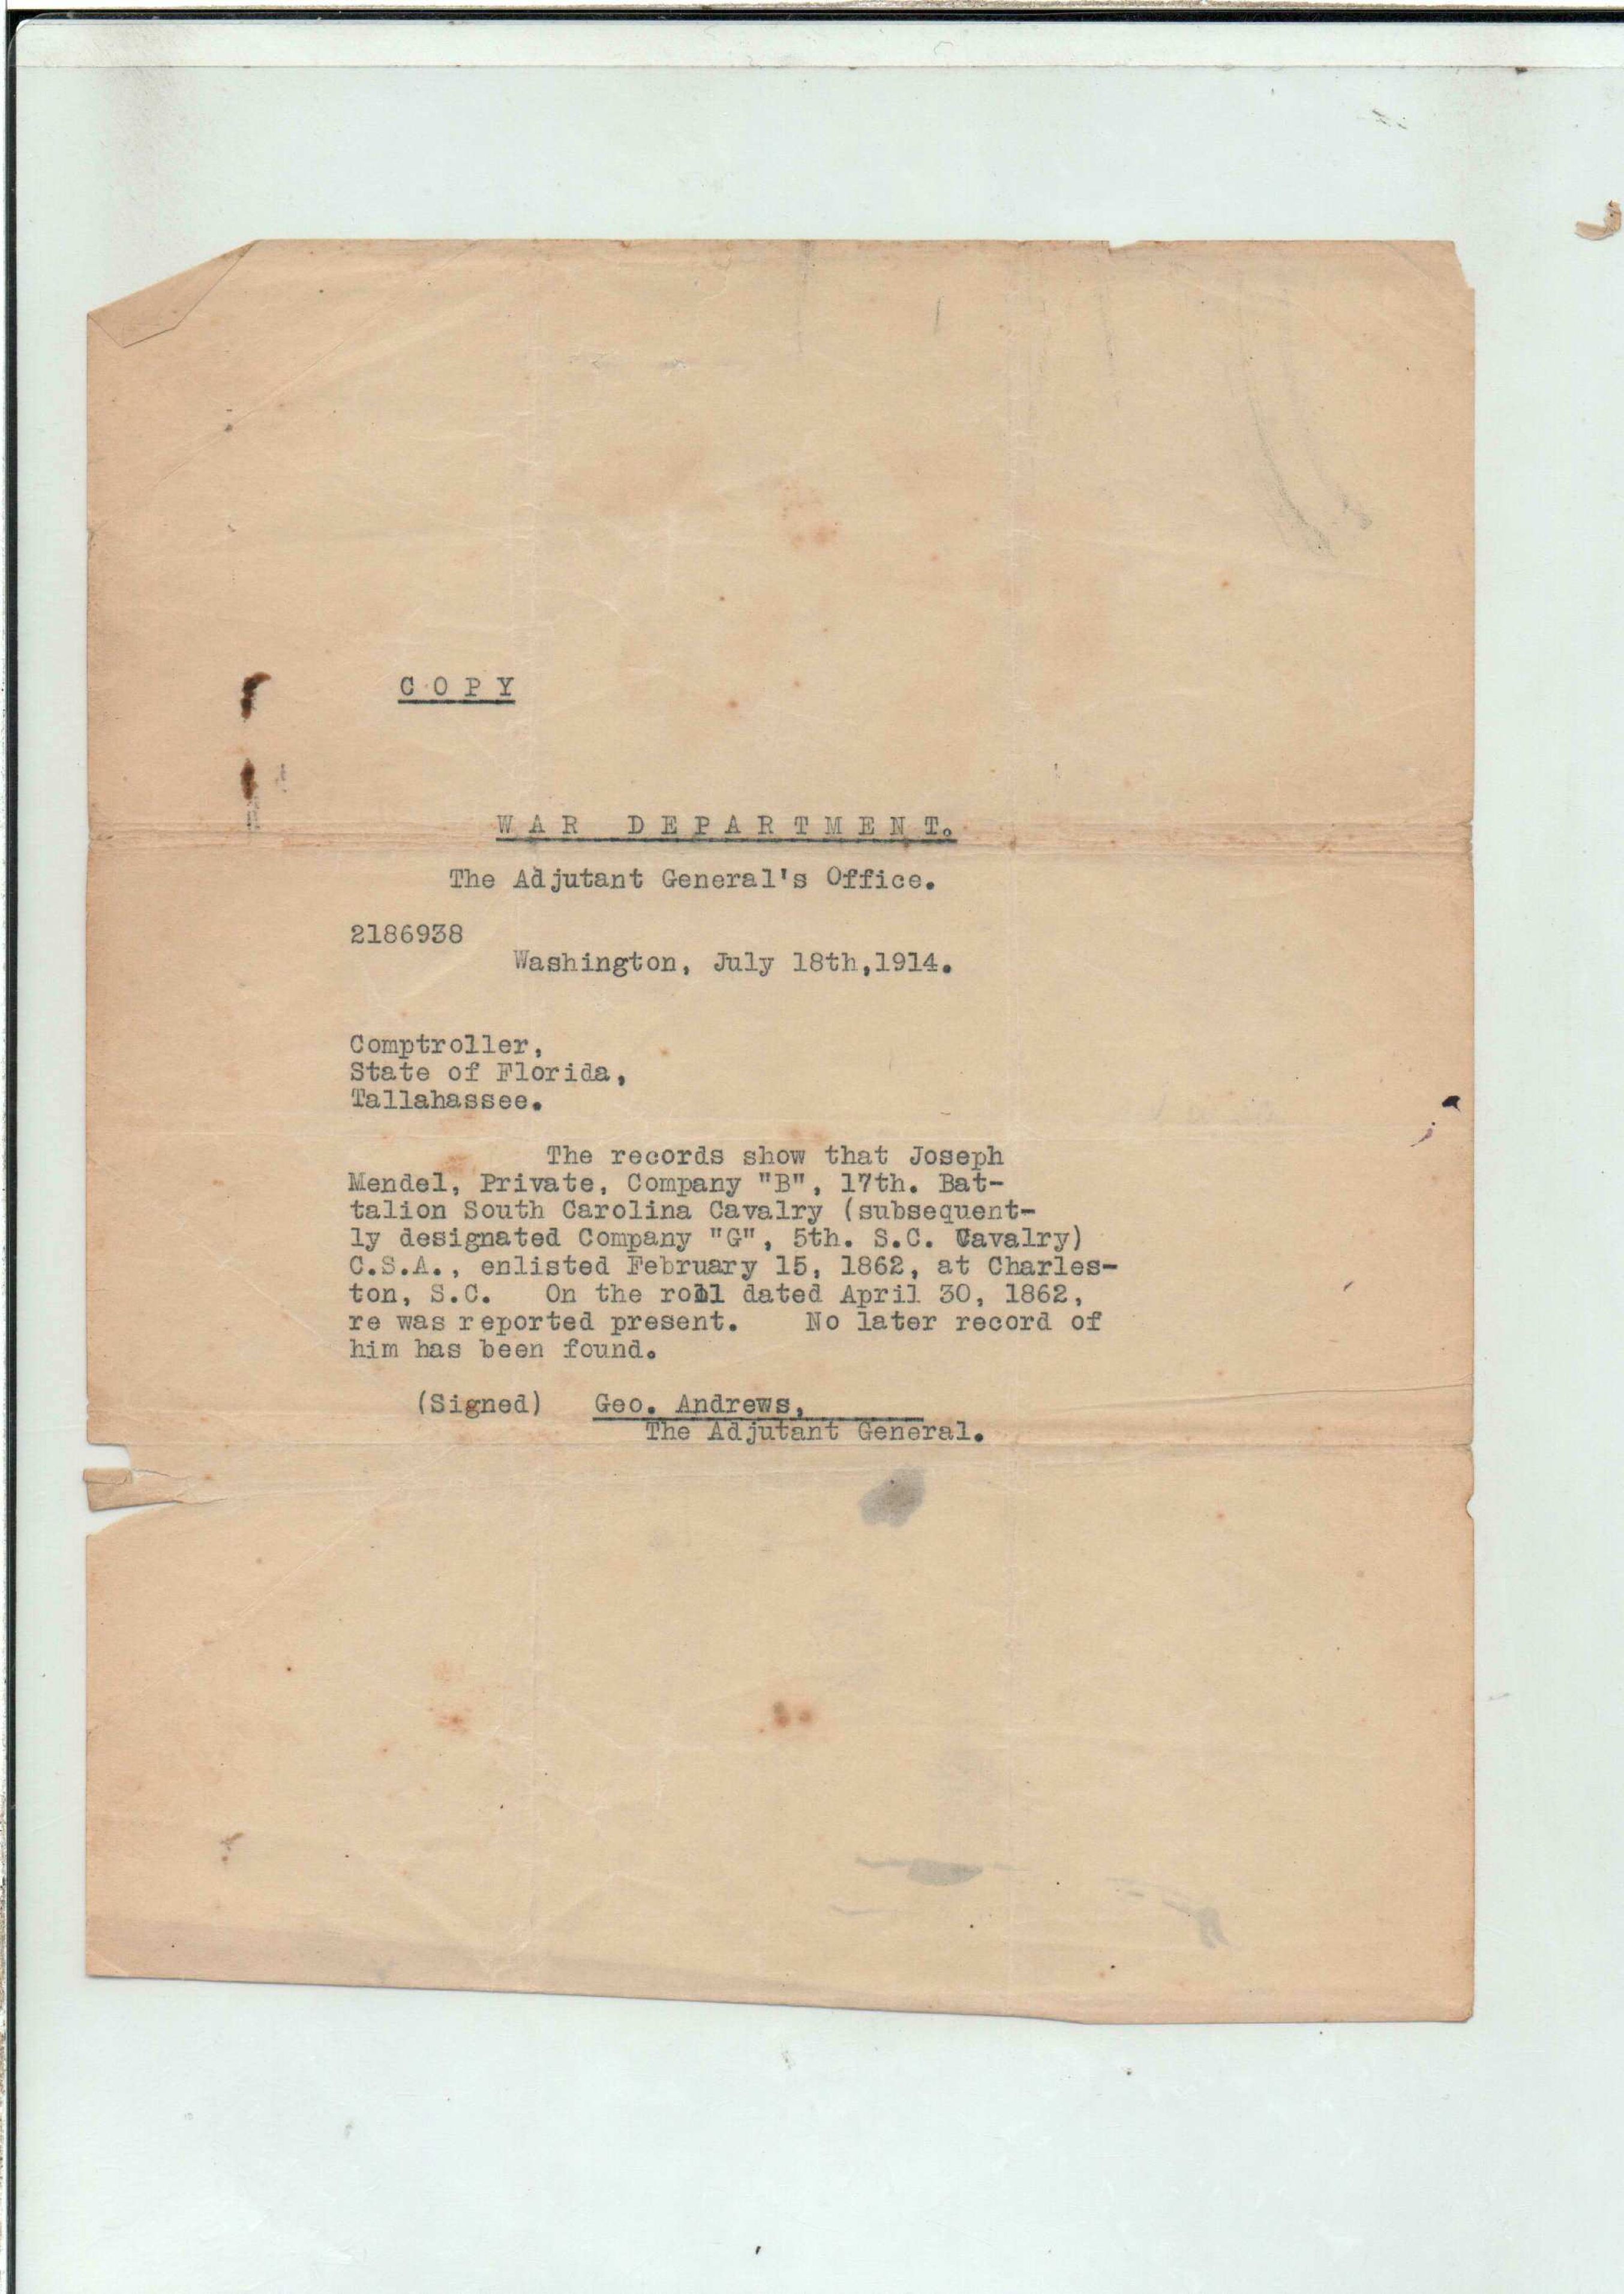 C O P Y
W A R  D E P A R T M E N T.
The Adjutant General's Office.
2186938
Washington, July 18th,1914.
Comptroller,
State of Florida,
Tallahassee.
The records show that Joseph
Mendel, Private, Company "B", 17th. Bat-
talion South Carolina Cavalry (subsequent-
ly designated Company "G", 5th. S.C. Cavalry)
C.S.A., enlisted February 15, 1862, at Charles-
ton, S.C.   On the roll dated April 30, 1862,
re was reported present.   No later record of
him has been found.
(Signed)   Geo. Andrews,
The Adjutant General.